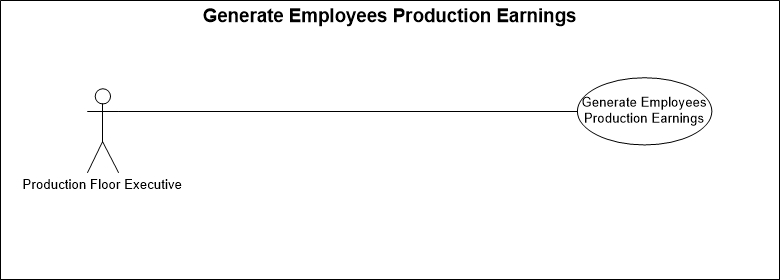 Generate Employees Production Earnings
Generate Employees
Production Earnings
Production Floor Executive